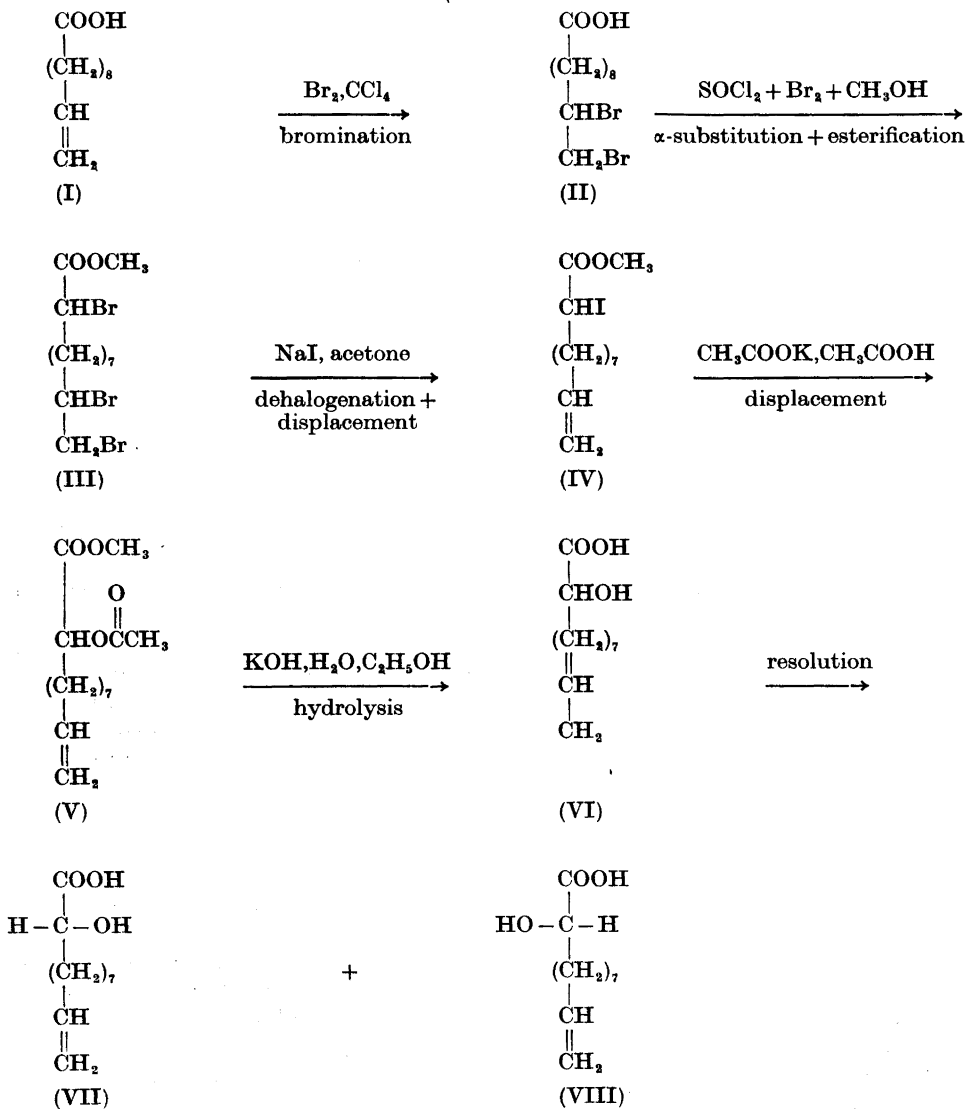 COOH
(CH₂)₈
CH
CH₂
(I)
Br₂,CCl₄
bromination
COOH
(CH₂)₈
CHBr
CH₂Br
(II)
SOCl₂ + Br₂ + CH₃OH
α-substitution + esterification
COOCH₃
CHBr
(CH₂)₇
CHBr
CH₂Br
(III)
NaI, acetone
dehalogenation +
displacement
COOCH₃
CHI
(CH₂)₇
CH
CH₂
(IV)
CH₃COOK,CH₃COOH
displacement
COOCH₃
O
CHOCCH₃
(CH₂)₇
CH
CH₂
(V)
KOH,H₂O,C₂H₅OH
hydrolysis
COOH
CHOH
(CH₂)₇
CH
CH₂
(VI)
resolution
COOH
H – C – OH
(CH₂)₇
CH
CH₂
(VII)
+
COOH
HO – C – H
(CH₂)₇
CH
CH₂
(VIII)